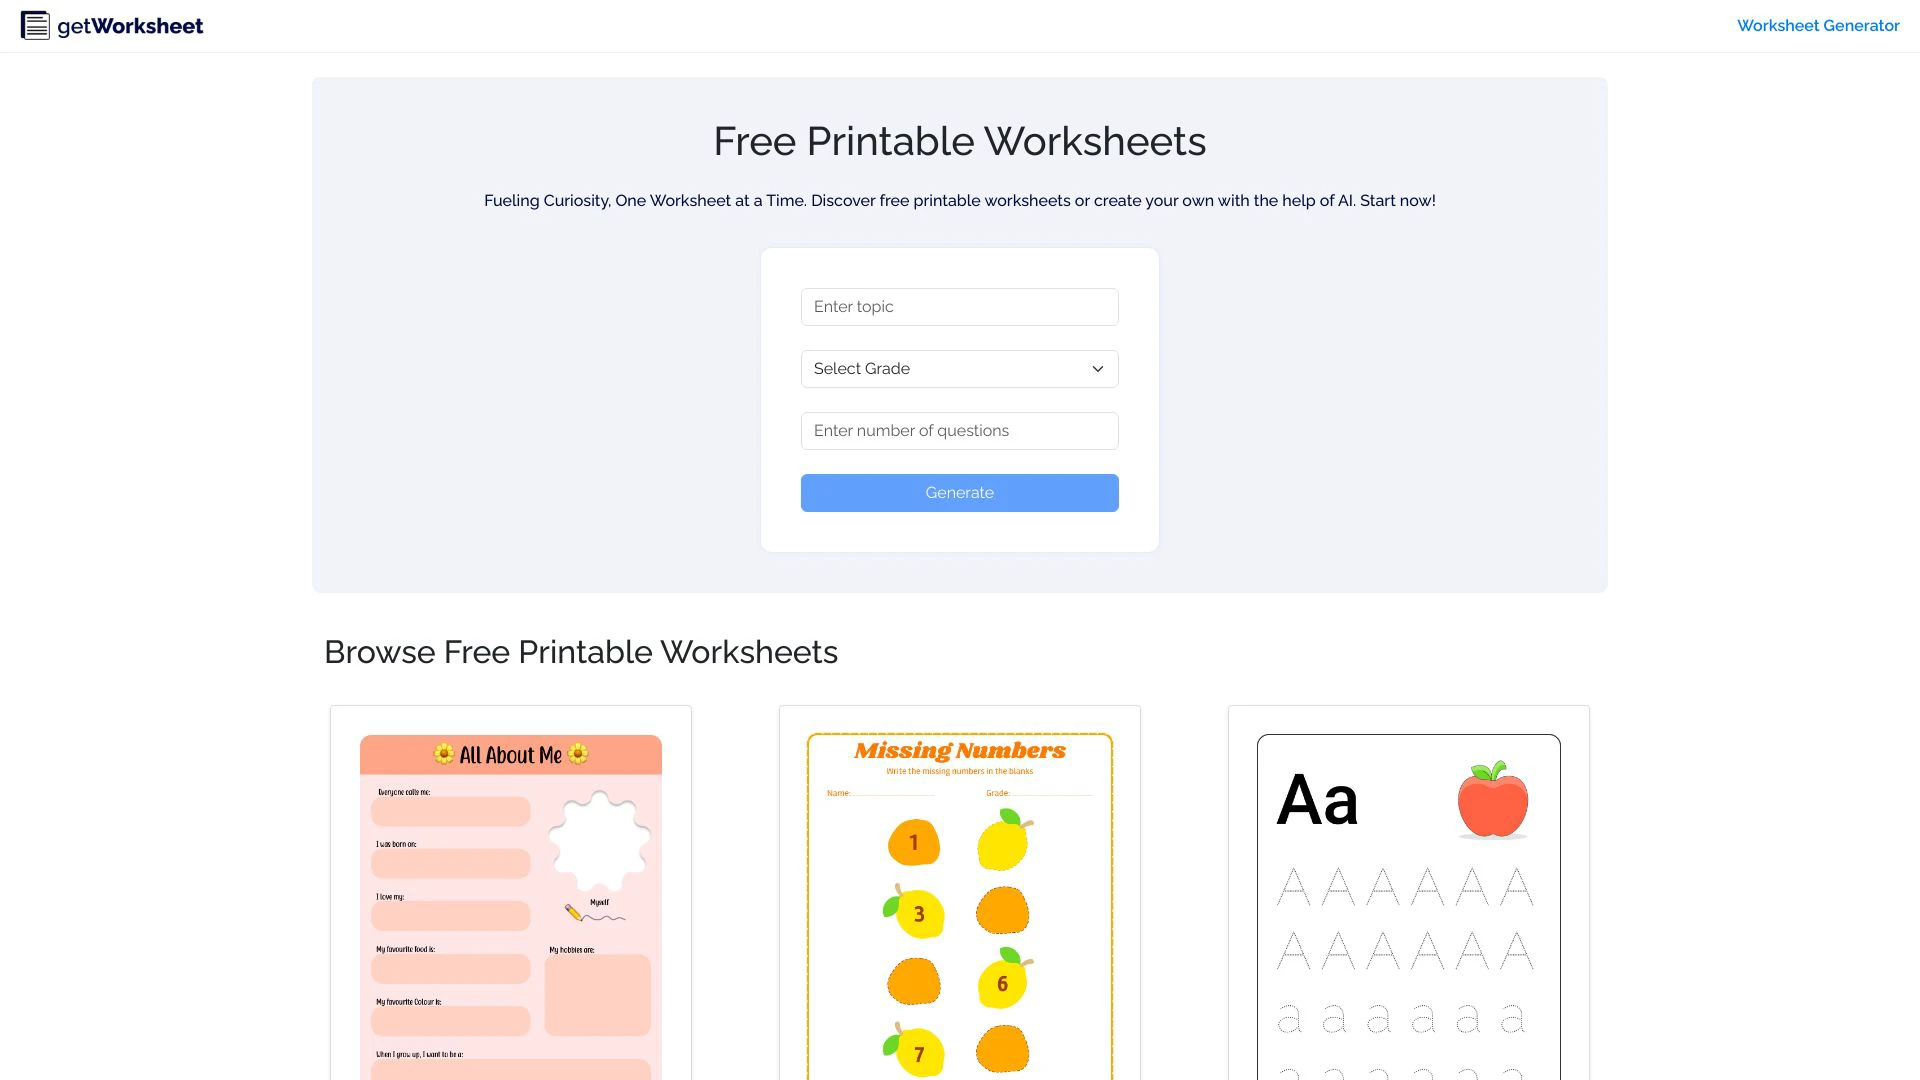 getWorksheet
Worksheet Generator
Free Printable Worksheets
Fueling Curiosity, One Worksheet at a Time. Discover free printable worksheets or create your own with the help of AI. Start now!
Enter topic
Select Grade
Enter number of questions
Generate
Browse Free Printable Worksheets
All About Me
Everyone calls me:
I was born on:
I love my:
Myself
My favourite food is:
My hobbies are:
My favourite Colour is:
When I grow up, I want to be a:
Missing Numbers
Write the missing numbers in the blanks
Name: Grade:
1
3
6
7
Aa
A A A A A A
A A A A A A
a a a a a a